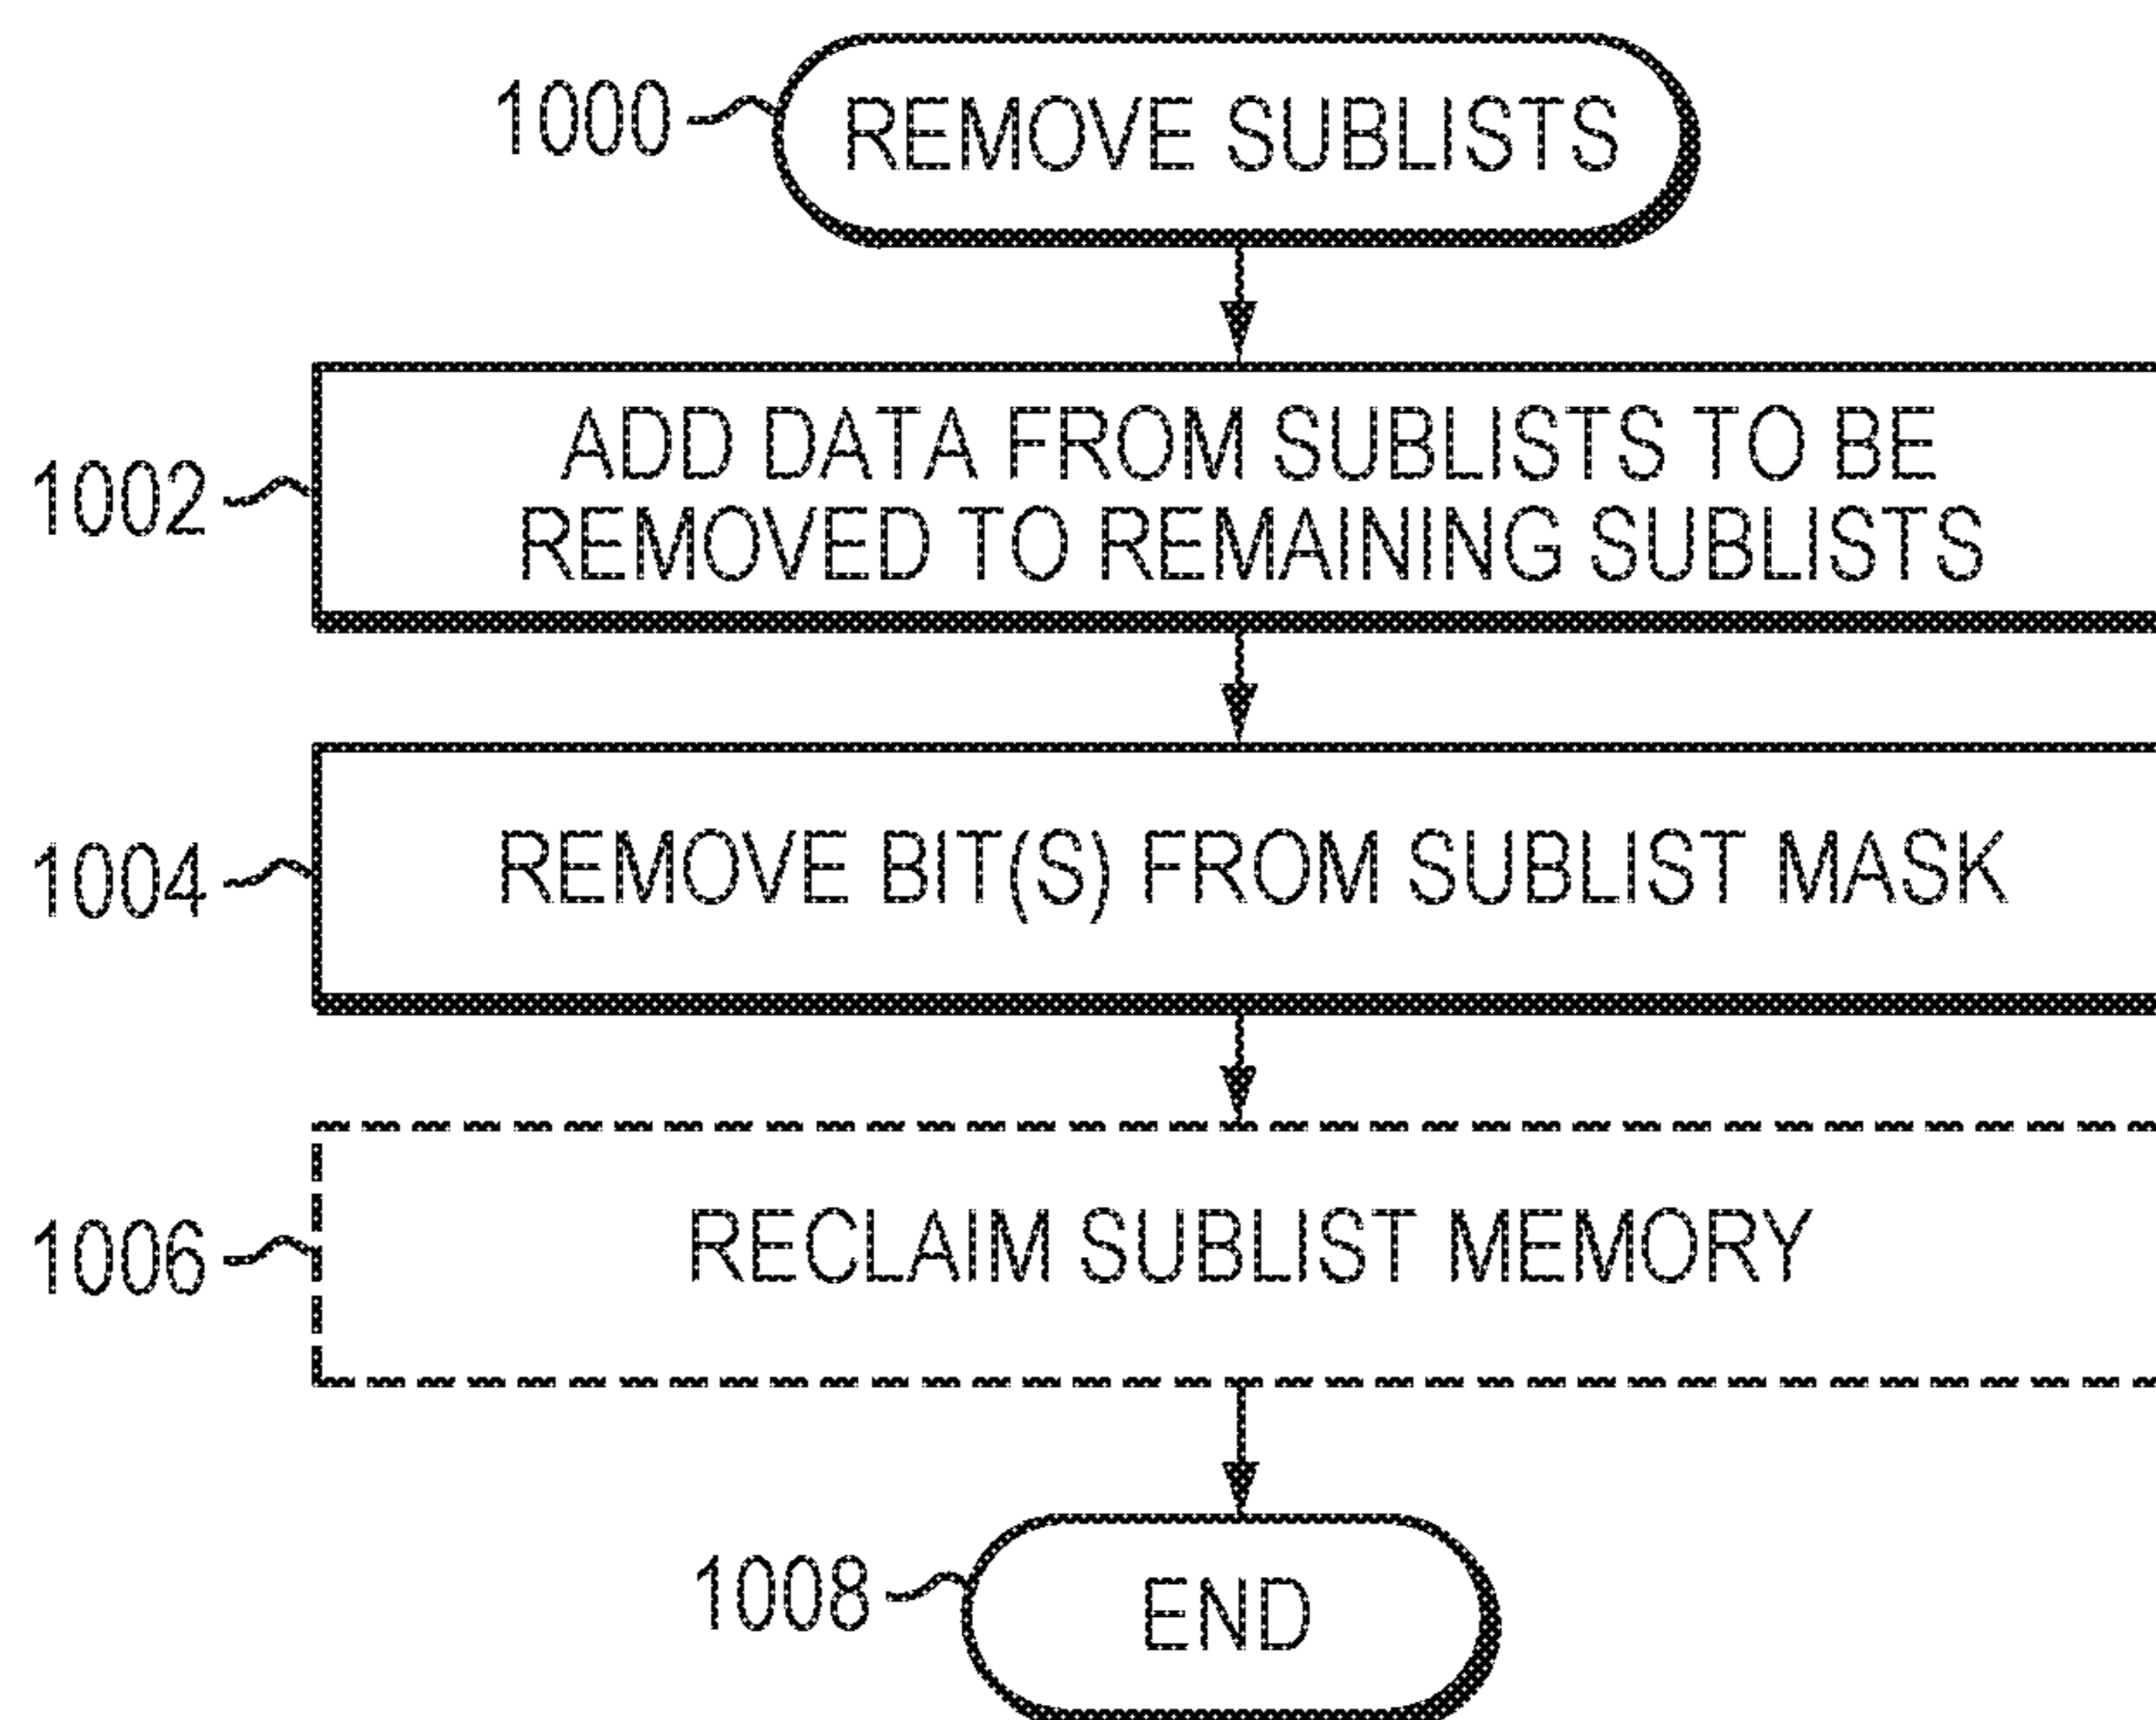 1000 REMOVE SUBLISTS
ADD DATA FROM SUBLISTS TO BE
1002
REMOVED TO REMAINING SUBLISTS
1004 REMOVE BIT(S) FROM SUBLIST MASK
1006 RECLAIM SUBLIST MEMORY
1008 END